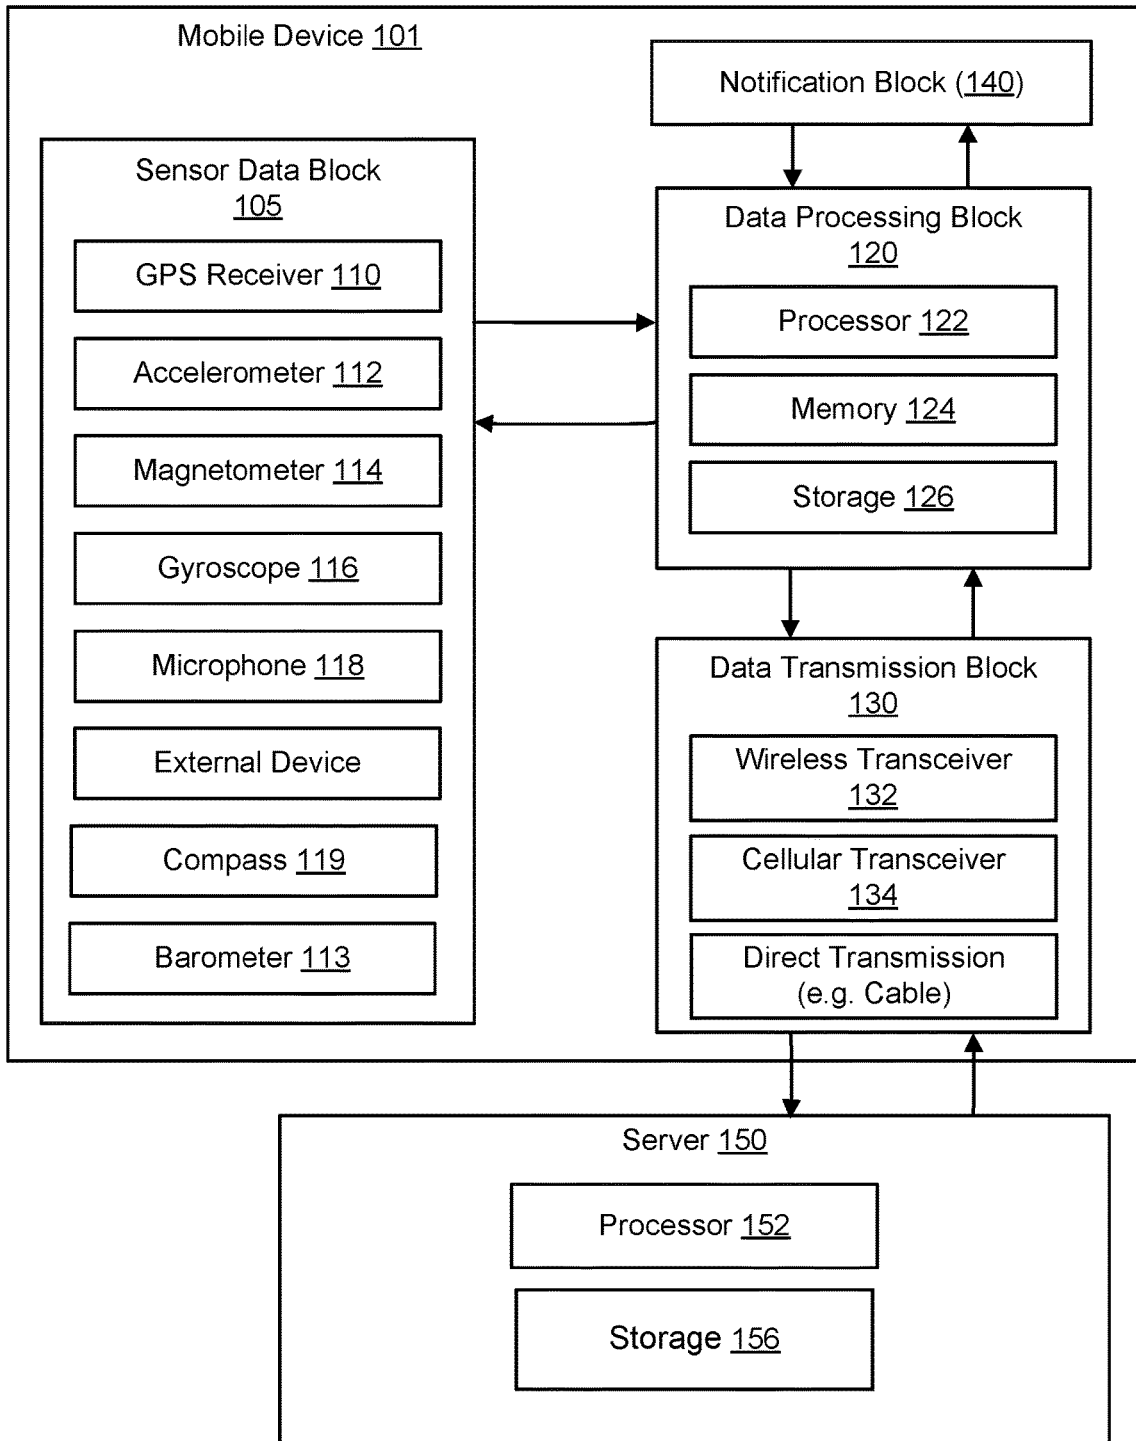 Mobile Device 101
Notification Block (140)
Sensor Data Block
105
GPS Receiver 110
Accelerometer 112
Magnetometer 114
Gyroscope 116
Microphone 118
External Device
Compass 119
Barometer 113
Data Processing Block
120
Processor 122
Memory 124
Storage 126
Data Transmission Block
130
Wireless Transceiver
132
Cellular Transceiver
134
Direct Transmission
(e.g. Cable)
Server 150
Processor 152
Storage 156